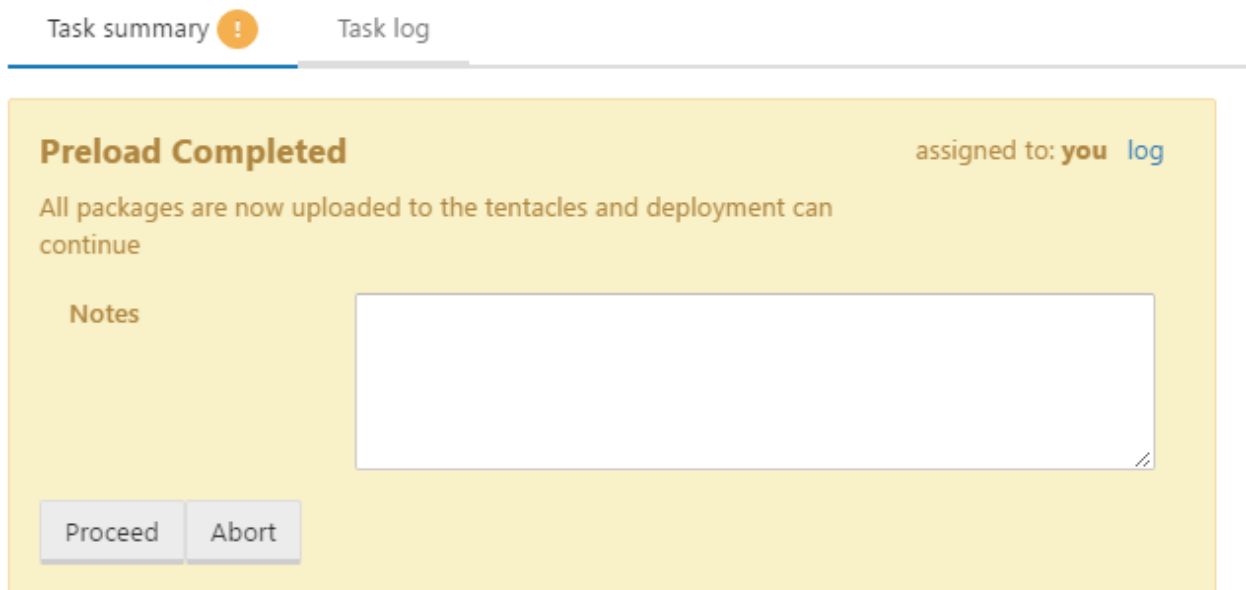 Task summary ! Task log
Preload Completed assigned to: you log
All packages are now uploaded to the tentacles and deployment can
continue
Notes
Proceed Abort